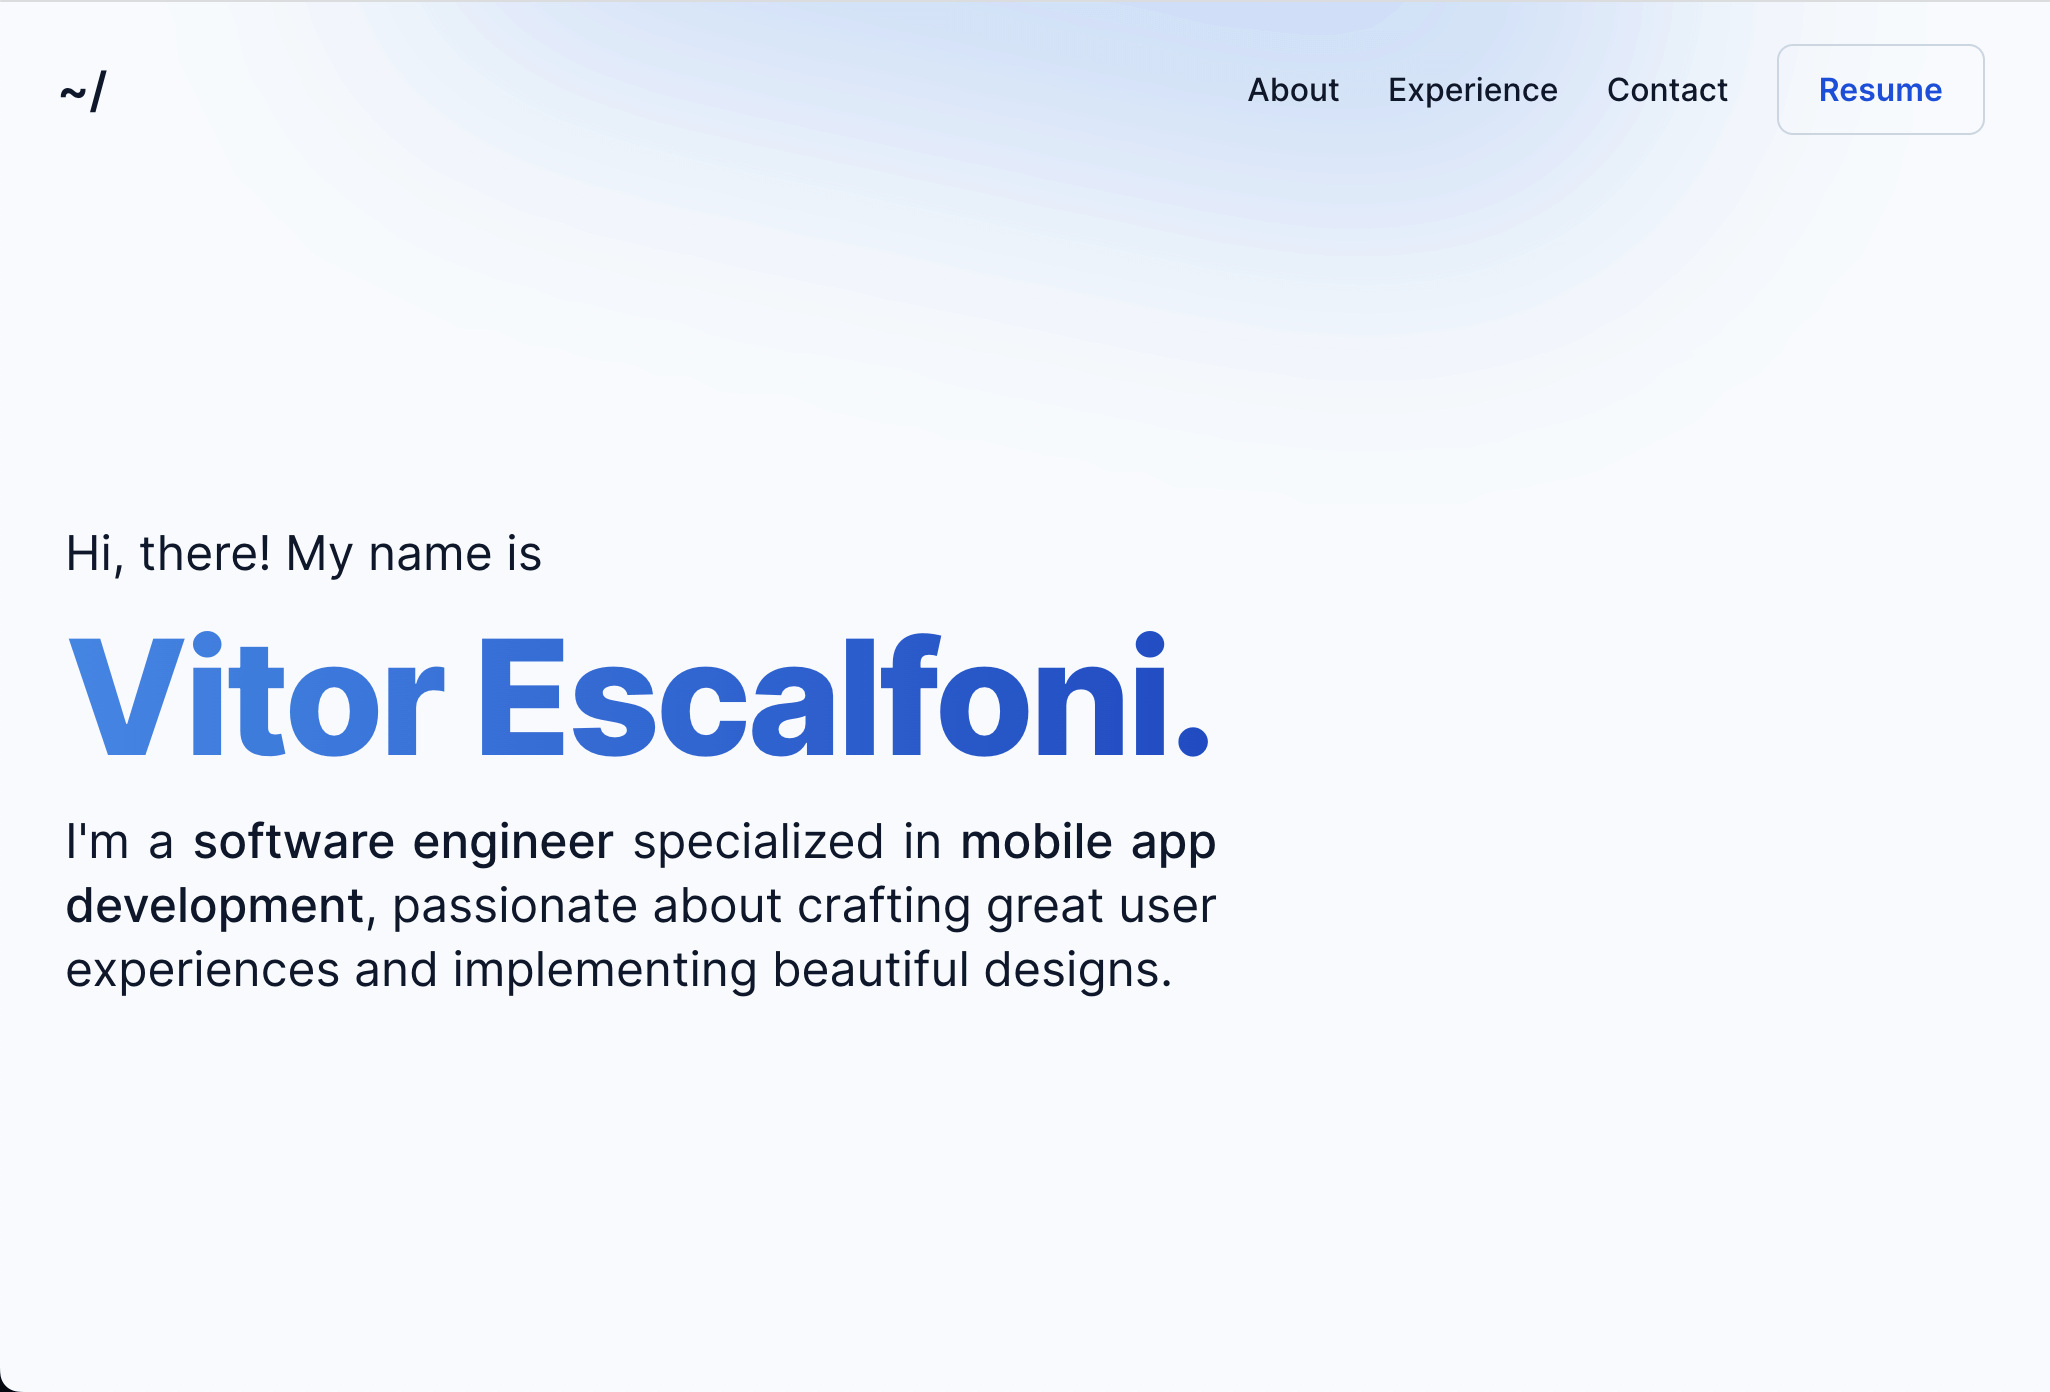 ~/
About Experience Contact Resume
Hi, there! My name is
Vitor Escalfoni.
I'm a software engineer specialized in mobile app
development, passionate about crafting great user
experiences and implementing beautiful designs.